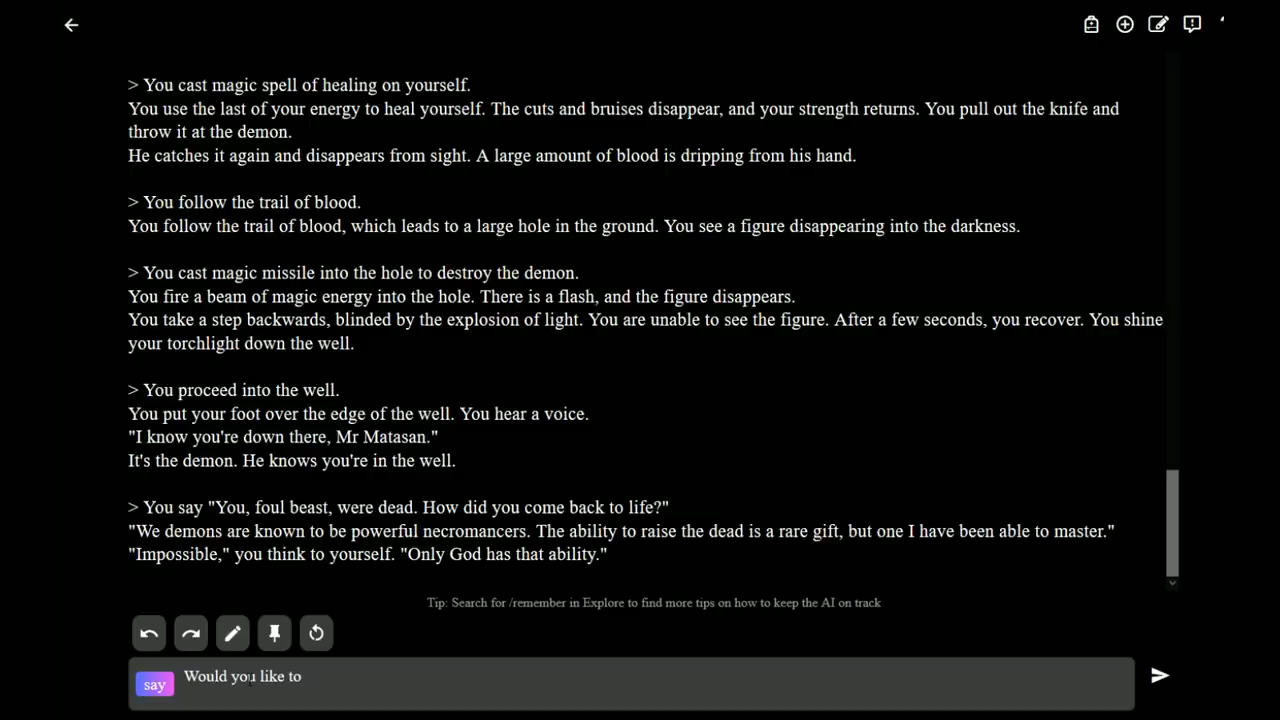 > You cast magic spell of healing on yourself.
You use the last of your energy to heal yourself. The cuts and bruises disappear, and your strength returns. You pull out the knife and
throw it at the demon.
He catches it again and disappears from sight. A large amount of blood is dripping from his hand.
> You follow the trail of blood.
You follow the trail of blood, which leads to a large hole in the ground. You see a figure disappearing into the darkness.
> You cast magic missile into the hole to destroy the demon.
You fire a beam of magic energy into the hole. There is a flash, and the figure disappears.
You take a step backwards, blinded by the explosion of light. You are unable to see the figure. After a few seconds, you recover. You shine
your torchlight down the well.
> You proceed into the well.
You put your foot over the edge of the well. You hear a voice.
"I know you're down there, Mr Matasan."
It's the demon. He knows you're in the well.
> You say "You, foul beast, were dead. How did you come back to life?"
"We demons are known to be powerful necromancers. The ability to raise the dead is a rare gift, but one I have been able to master."
"Impossible," you think to yourself. "Only God has that ability."
Tip: Search for /remember in Explore to find more tips on how to keep the AI on track
say Would you like to